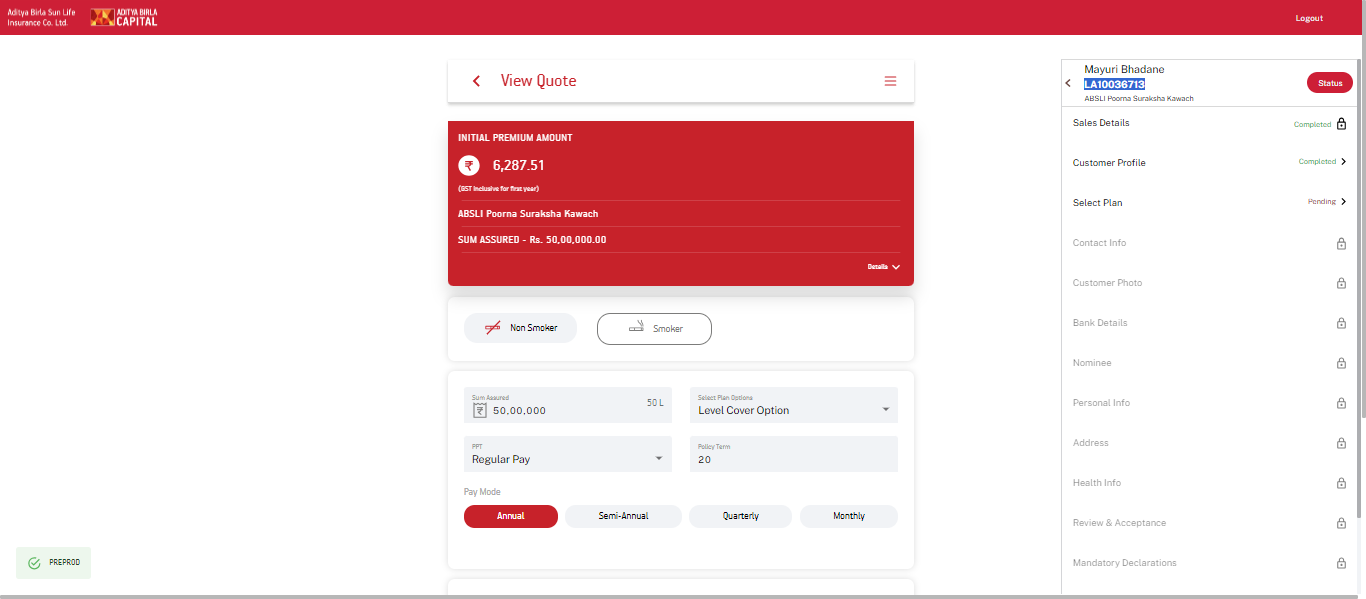 Aditya Birla Sun Life
Insurance Co. Ltd.
ADITYA BIRLA
CAPITAL
Logout
View Quote
INITIAL PREMIUM AMOUNT
₹ 6,287.51
(GST inclusive for first year)
ABSLI Poorna Suraksha Kawach
SUM ASSURED - Rs. 50,00,000.00
Details
Non Smoker
Smoker
Sum Assured
₹ 50,00,000
50 L
Select Plan Options
Level Cover Option
PPT
Regular Pay
Policy Term
20
Pay Mode
Annual
Semi-Annual
Quarterly
Monthly
PREPROD
Mayuri Bhadane
LA10036713
ABSLI Poorna Suraksha Kawach
Status
Sales Details
Completed
Customer Profile
Completed
Select Plan
Pending
Contact Info
Customer Photo
Bank Details
Nominee
Personal Info
Address
Health Info
Review & Acceptance
Mandatory Declarations